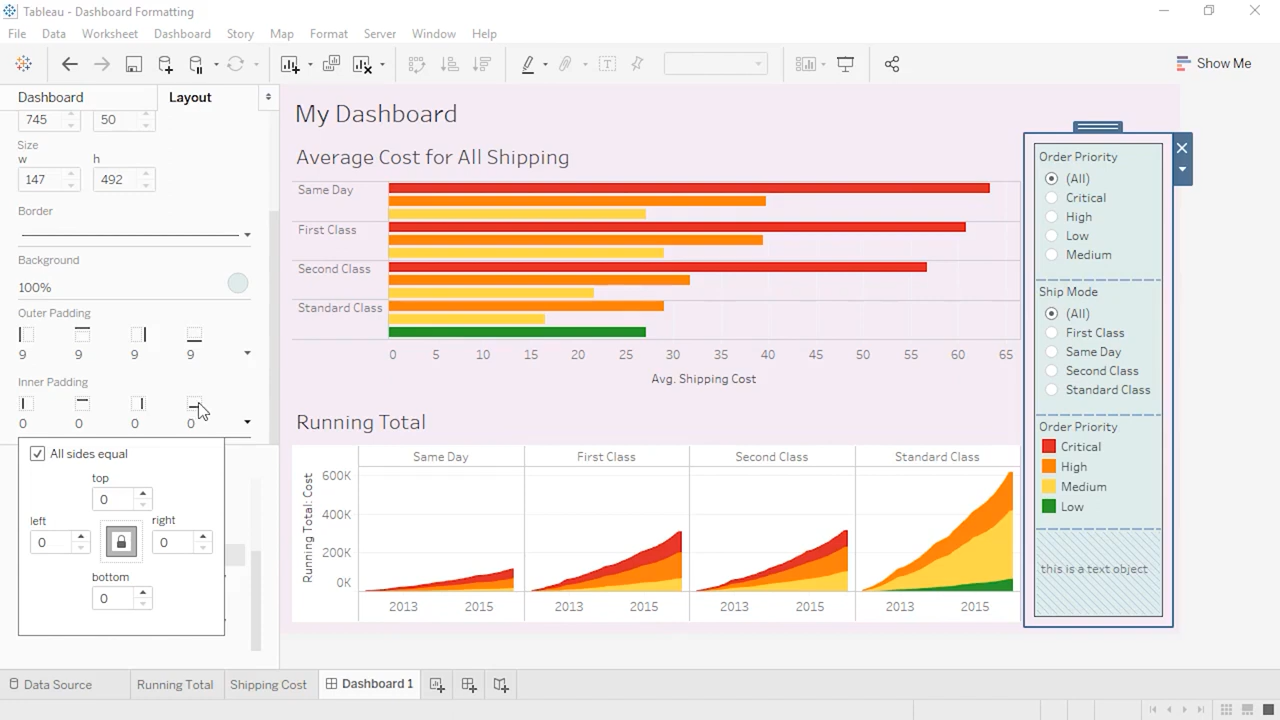 Tableau - Dashboard Formatting
File Data Worksheet Dashboard Story Map Format Server Window Help
Show Me
Dashboard Layout
745 50
Size
w h
147 492
Border
Background
100%
Outer Padding
9 9 9 9
Inner Padding
0 0 0 0
All sides equal
top
0
left right
0 0
bottom
0
My Dashboard
Average Cost for All Shipping
Same Day
First Class
Second Class
Standard Class
0 5 10 15 20 25 30 35 40 45 50 55 60 65
Avg. Shipping Cost
Running Total
Same Day First Class Second Class Standard Class
Running Total: Cost
600K
400K
200K
0K
2013 2015 2013 2015 2013 2015 2013 2015
Order Priority
(All)
Critical
High
Low
Medium
Ship Mode
(All)
First Class
Same Day
Second Class
Standard Class
Order Priority
Critical
High
Medium
Low
this is a text object
Data Source Running Total Shipping Cost Dashboard 1